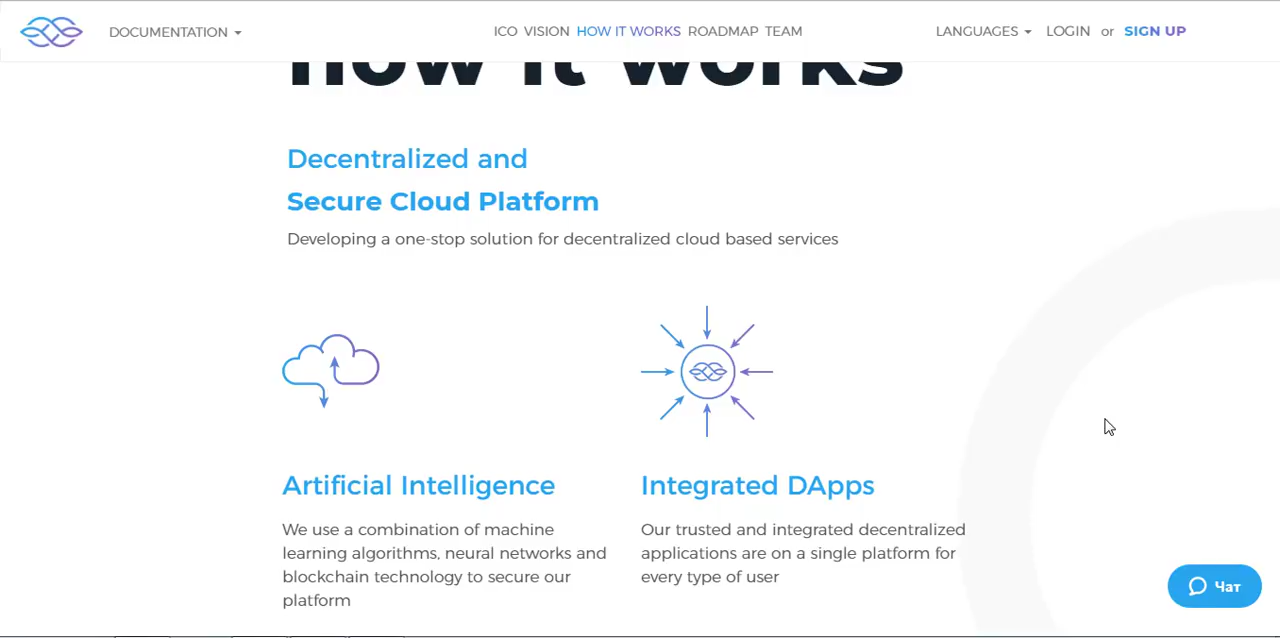 DOCUMENTATION
ICO VISION HOW IT WORKS ROADMAP TEAM
LANGUAGES LOGIN or SIGN UP
how it works
Decentralized and
Secure Cloud Platform
Developing a one-stop solution for decentralized cloud based services
Artificial Intelligence
We use a combination of machine
learning algorithms, neural networks and
blockchain technology to secure our
platform
Integrated DApps
Our trusted and integrated decentralized
applications are on a single platform for
every type of user
Чат